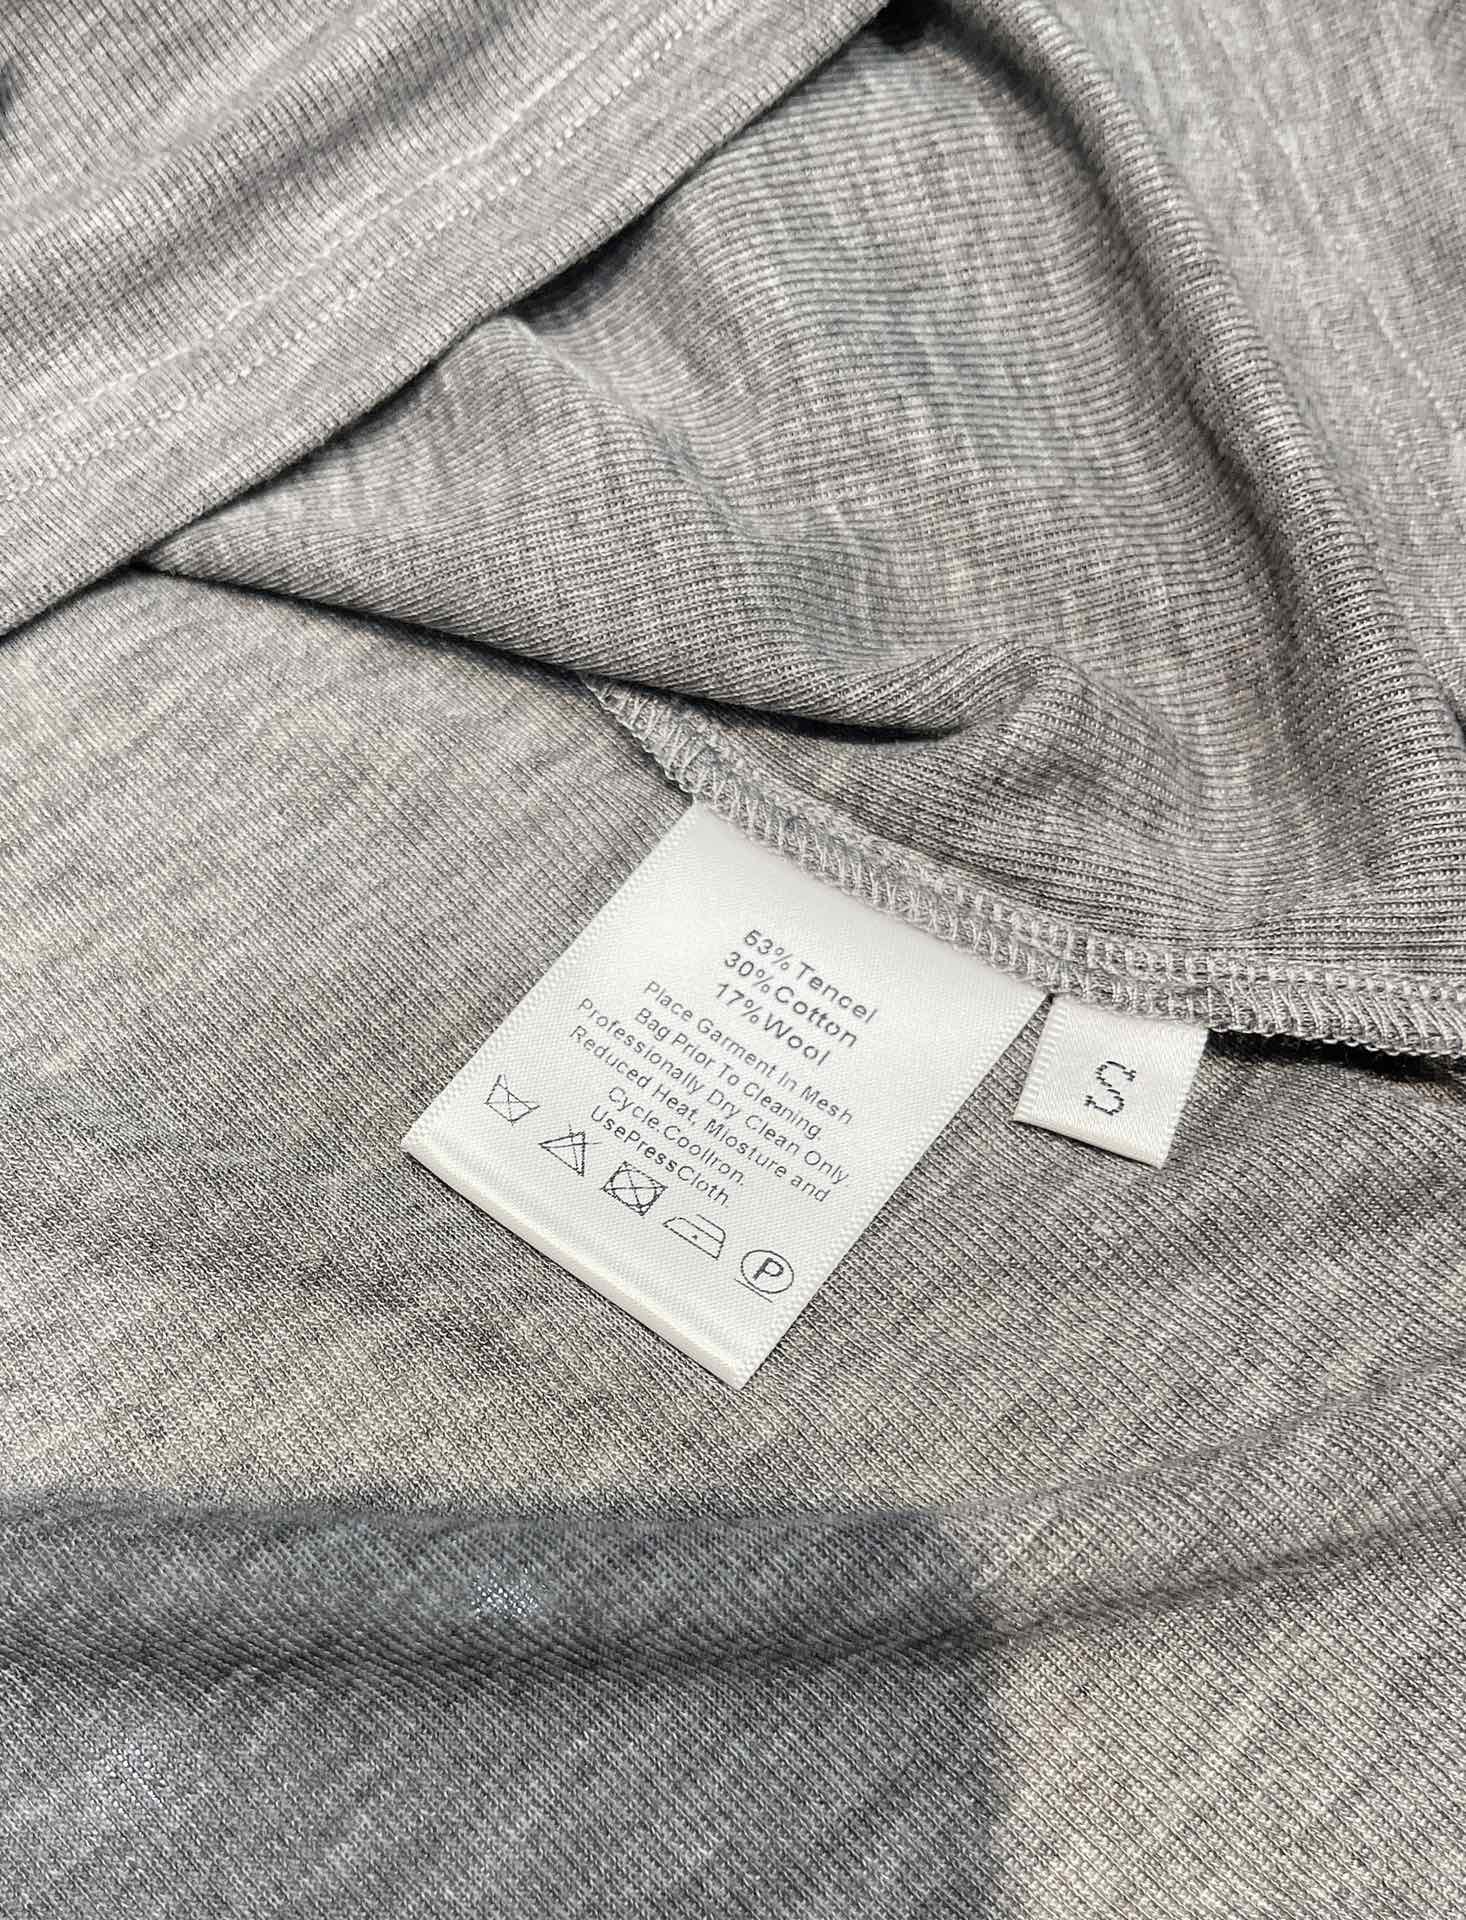 53%Tencel
30%Cotton
17%Wool
Place Garment In Mesh
Bag Prior To Cleaning.
Professionally Dry Clean Only
Reduced Heat, Miosture and
Cycle.CoolIron.
UsePressCloth.
P
S